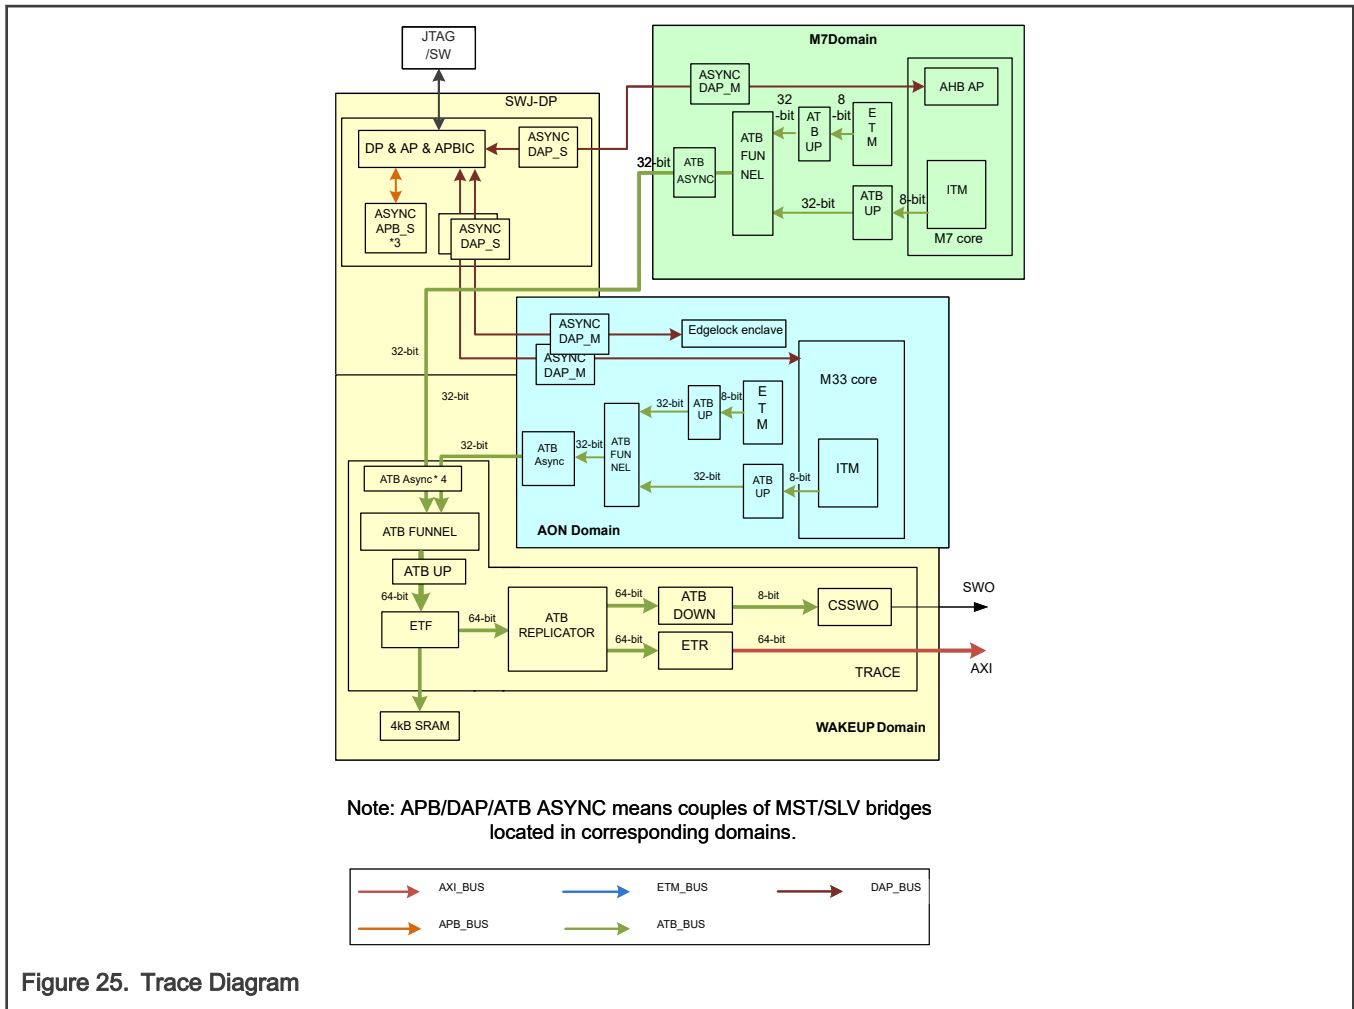 JTAG
/SW
SWJ-DP
DP & AP & APBIC
ASYNC
DAP_S
ASYNC
APB_S
*3
ASYNC
DAP_S
M7Domain
ASYNC
DAP_M
AHB AP
32
-bit
8
-bit
AT
B
UP
E
T
M
ATB
FUN
NEL
32-bit
ATB
ASYNC
ITM
32-bit
ATB
UP
8-bit
M7 core
ASYNC
DAP_M
Edgelock enclave
ASYNC
DAP_M
M33 core
32-bit
32-bit
32-bit
ATB
UP
8-bit
E
T
M
ATB
FUN
NEL
32-bit
ATB
Async
32-bit
ITM
32-bit
ATB
UP
8-bit
AON Domain
ATB Async* 4
ATB FUNNEL
ATB UP
64-bit
ETF
64-bit
ATB
REPLICATOR
64-bit
ATB
DOWN
8-bit
CSSWO
SWO
64-bit
ETR
64-bit
AXI
TRACE
4kB SRAM
WAKEUP Domain
Note: APB/DAP/ATB ASYNC means couples of MST/SLV bridges
located in corresponding domains.
AXI_BUS
ETM_BUS
DAP_BUS
APB_BUS
ATB_BUS
Figure 25. Trace Diagram